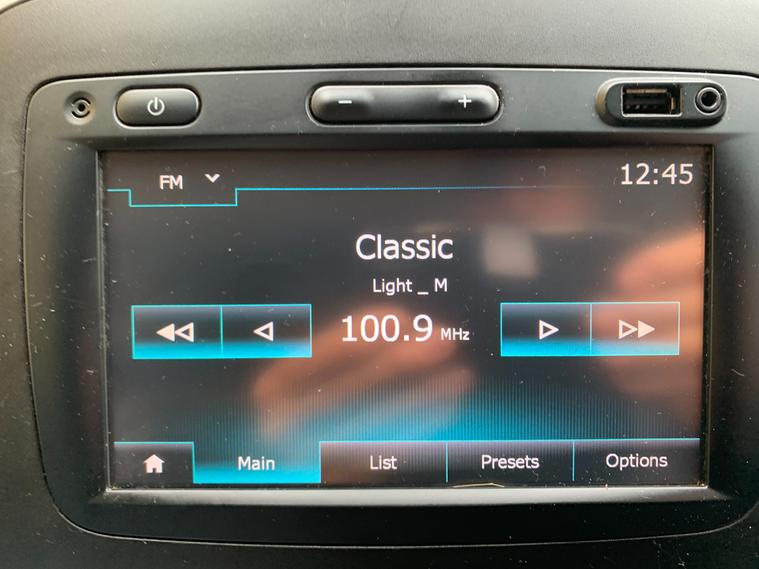 FM
12:45
Classic
Light _ M
100.9 MHz
Main
List
Presets
Options